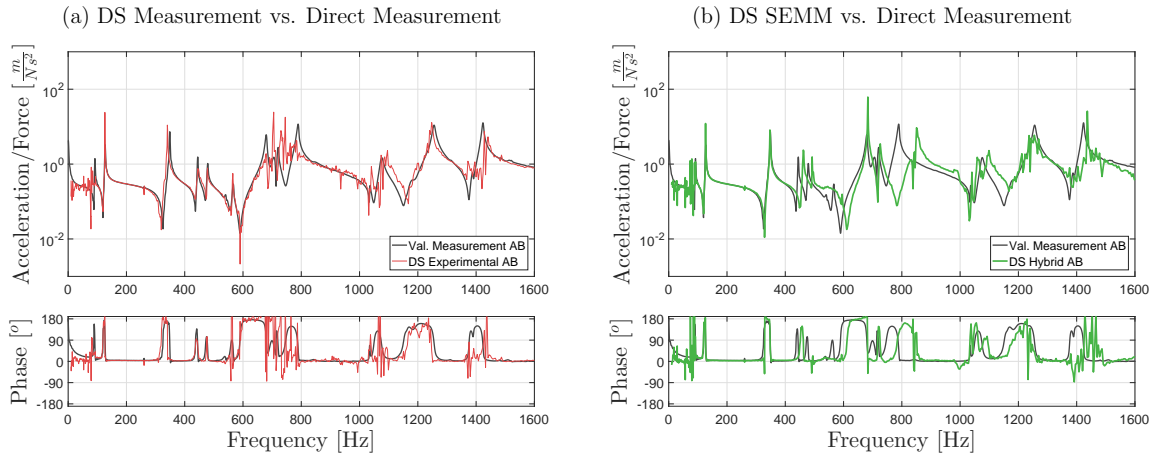 (a) DS Measurement vs. Direct Measurement
Acceleration/Force [m/Ns²]
10²
10⁰
10⁻²
Val. Measurement AB
DS Experimental AB
0 200 400 600 800 1000 1200 1400 1600
Phase [°]
180
90
0
-90
-180
0 200 400 600 800 1000 1200 1400 1600
Frequency [Hz]
(b) DS SEMM vs. Direct Measurement
Acceleration/Force [m/Ns²]
10²
10⁰
10⁻²
Val. Measurement AB
DS Hybrid AB
0 200 400 600 800 1000 1200 1400 1600
Phase [°]
180
90
0
-90
-180
0 200 400 600 800 1000 1200 1400 1600
Frequency [Hz]